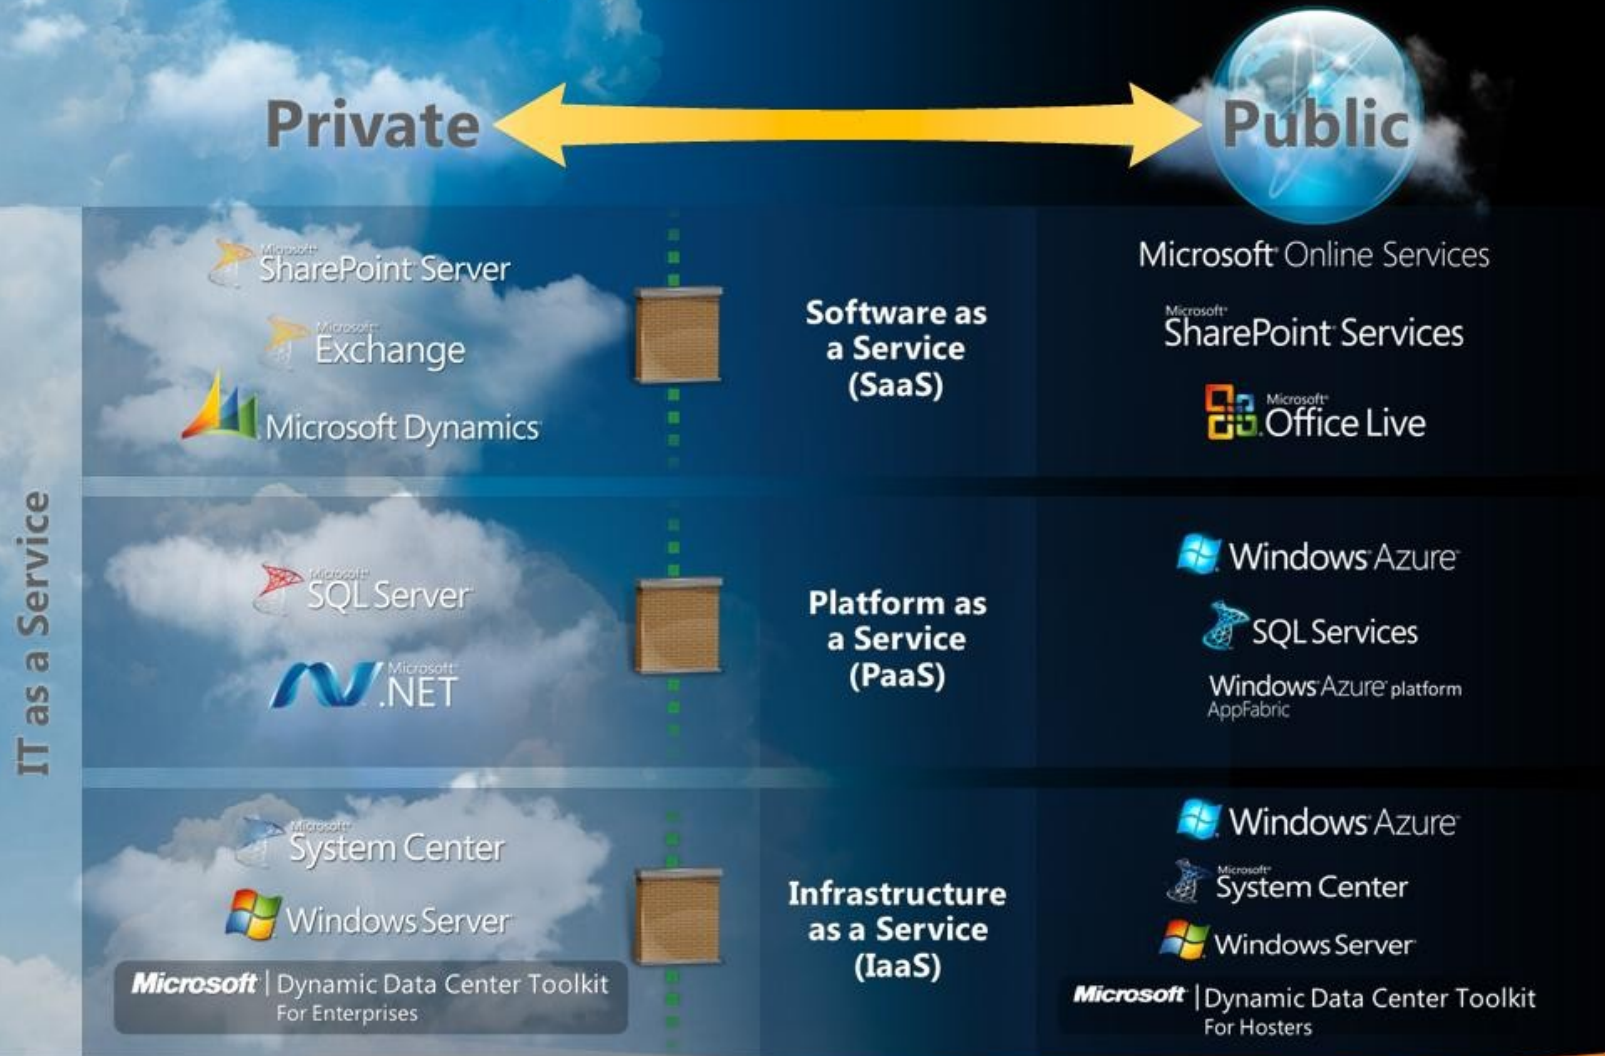 Private
Public
IT as a Service
Microsoft
SharePoint Server
Microsoft
Exchange
Microsoft Dynamics
Software as
a Service
(SaaS)
Microsoft Online Services
Microsoft
SharePoint Services
Microsoft
Office Live
Microsoft
SQL Server
Microsoft
.NET
Platform as
a Service
(PaaS)
Windows Azure
SQL Services
Windows Azure platform
AppFabric
Microsoft
System Center
Windows Server
Microsoft | Dynamic Data Center Toolkit
For Enterprises
Infrastructure
as a Service
(IaaS)
Windows Azure
Microsoft
System Center
Windows Server
Microsoft | Dynamic Data Center Toolkit
For Hosters